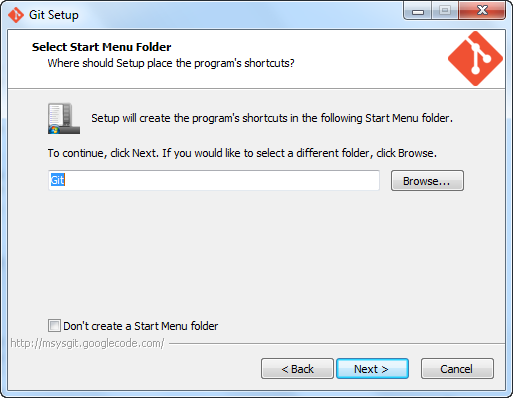 Git Setup
Select Start Menu Folder
Where should Setup place the program's shortcuts?
Setup will create the program's shortcuts in the following Start Menu folder.
To continue, click Next. If you would like to select a different folder, click Browse.
Git
Browse...
Don't create a Start Menu folder
http://msysgit.googlecode.com/
< Back
Next >
Cancel